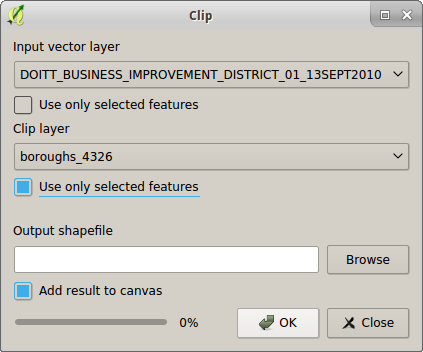 Clip
Input vector layer
DOITT_BUSINESS_IMPROVEMENT_DISTRICT_01_13SEPT2010
Use only selected features
Clip layer
boroughs_4326
Use only selected features
Output shapefile
Browse
Add result to canvas
0% OK Close